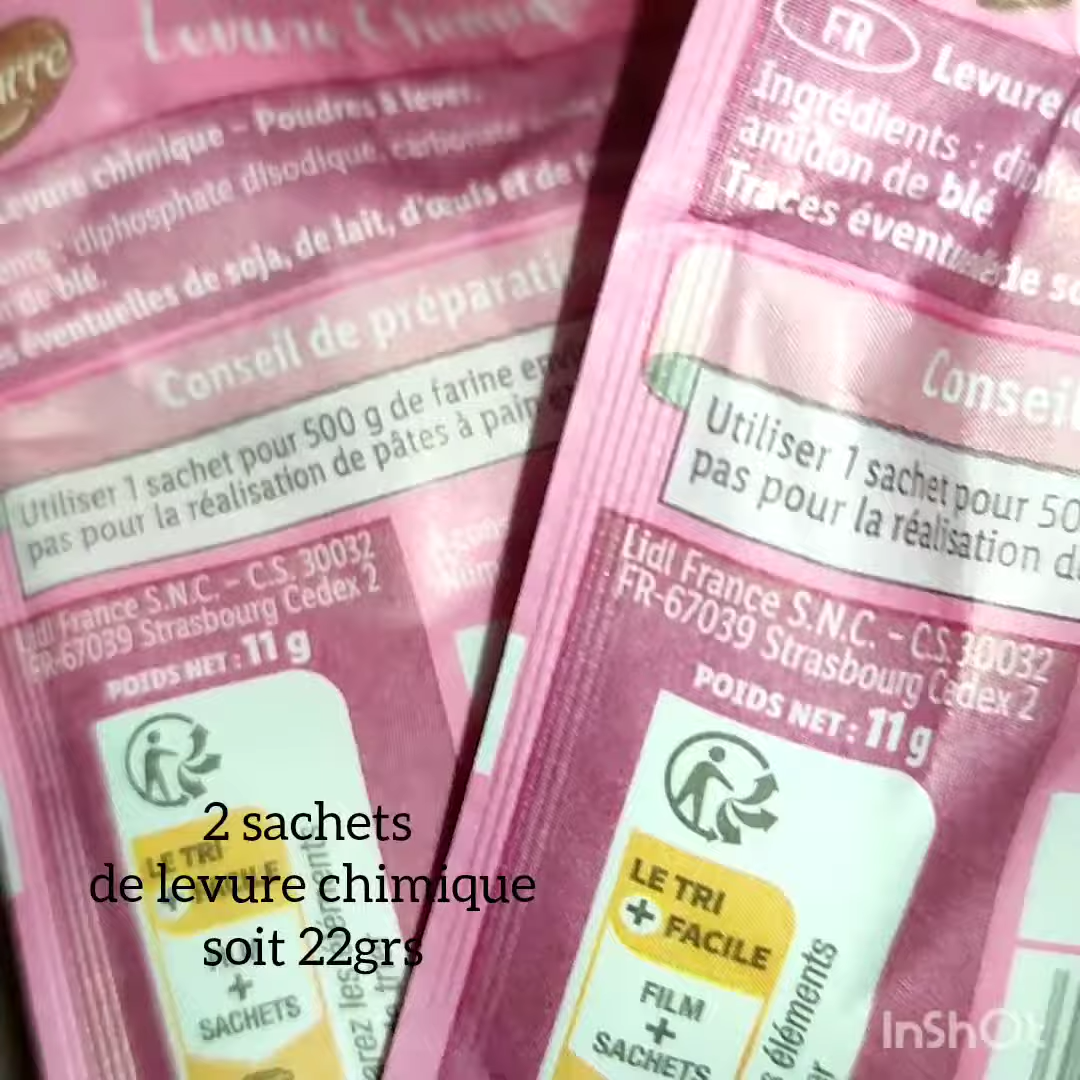 Levure
Levure chimique - Poudres à lever.
diphosphate disodique, carbonate
de blé.
éventuelles de soja, de lait, d'œufs et de
Conseil de préparati
Utiliser 1 sachet pour 500 g de farine
pas pour la réalisation de pâtes à pain
Lidl France S.N.C. - C.S. 30032
FR-67039 Strasbourg Cedex 2
POIDS NET : 11 g
LE TRI
+
+
SACHETS
FR
Levure
Ingrédients :
amidon de blé.
Traces
Conseil
Utiliser 1 sachet pour 50
pas pour la réalisation d
Lidl France S.N.C. - CS 30032
FR-67039 Strasbourg Cedex 2
POIDS NET : 11 g
LE TRI
+ FACILE
FILM
+
SACHETS
éléments
2 sachets
de levure chimique
soit 22grs
InShOt